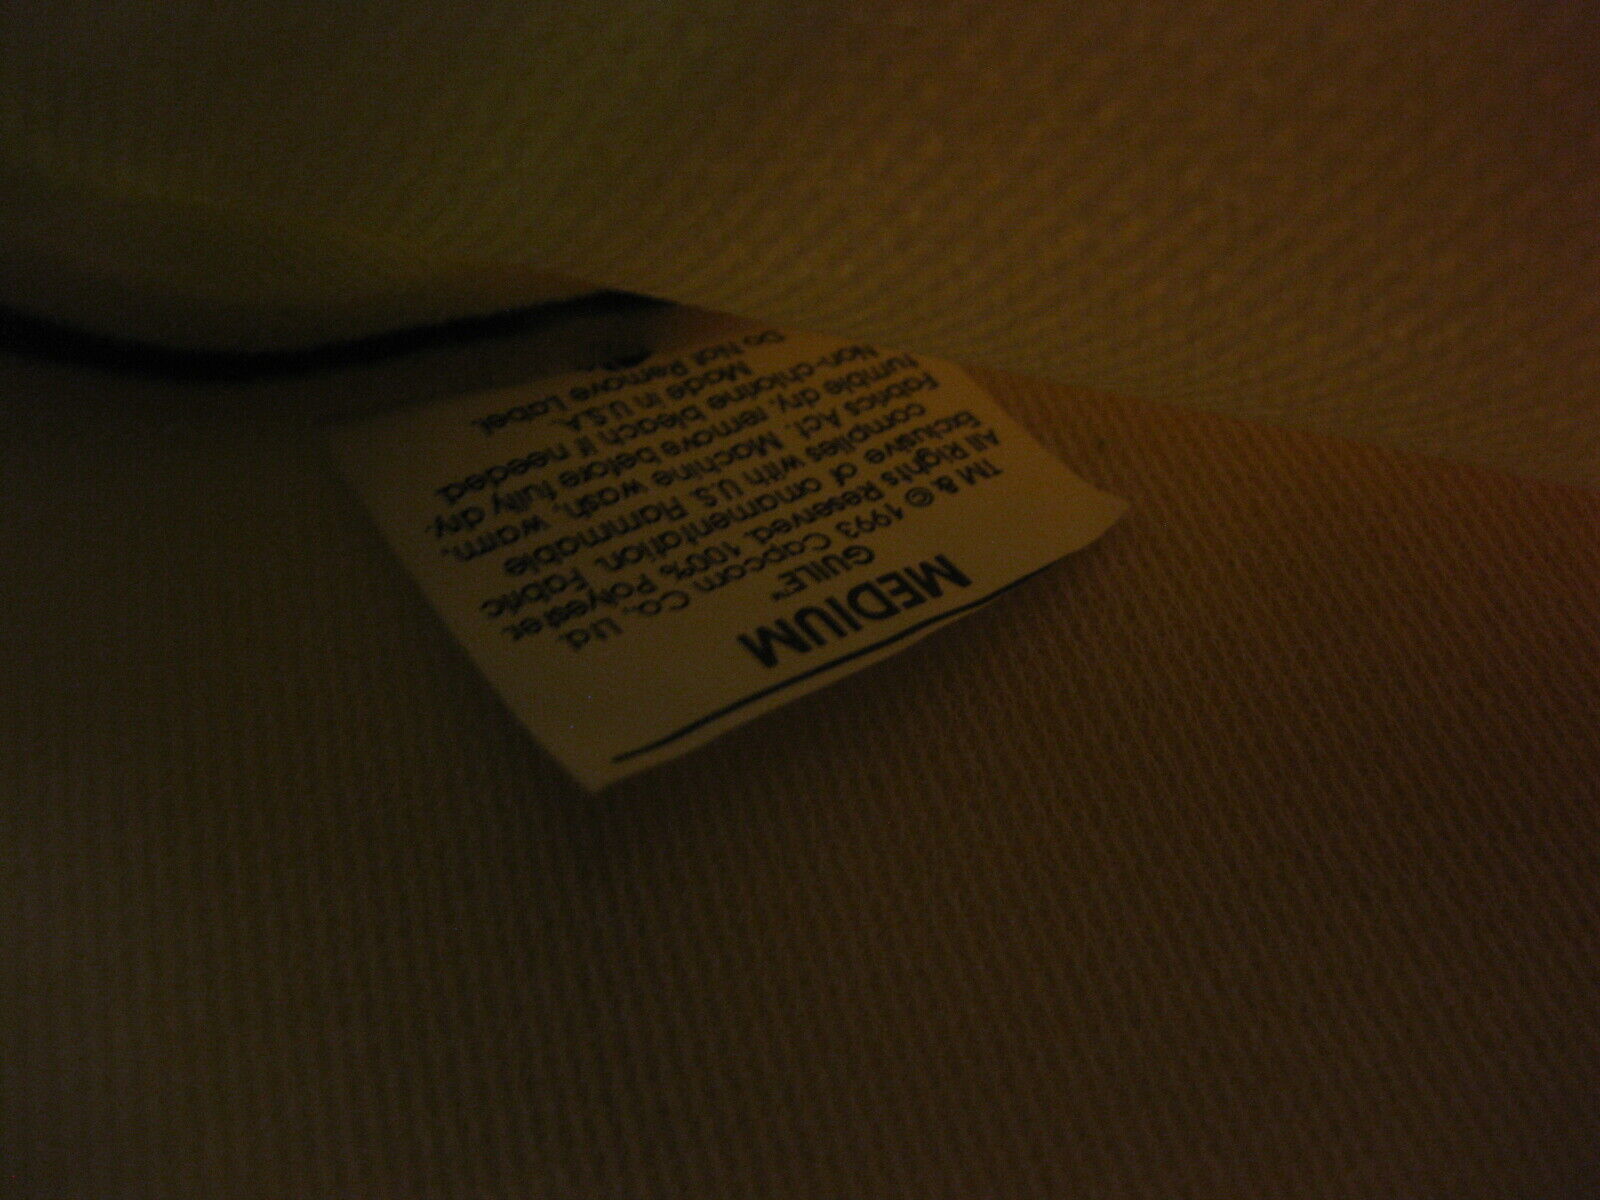 MEDIUM
GUILE™
TM & © 1993 Capcom Co., Ltd.
All Rights Reserved. 100% Polyester.
Exclusive of ornamentation. Fabric
complies with U.S. Flammable
Fabrics Act. Machine wash, warm,
tumble dry, remove before fully dry.
Non-chlorine bleach if needed.
Made in U.S.A.
Do Not Remove Label.